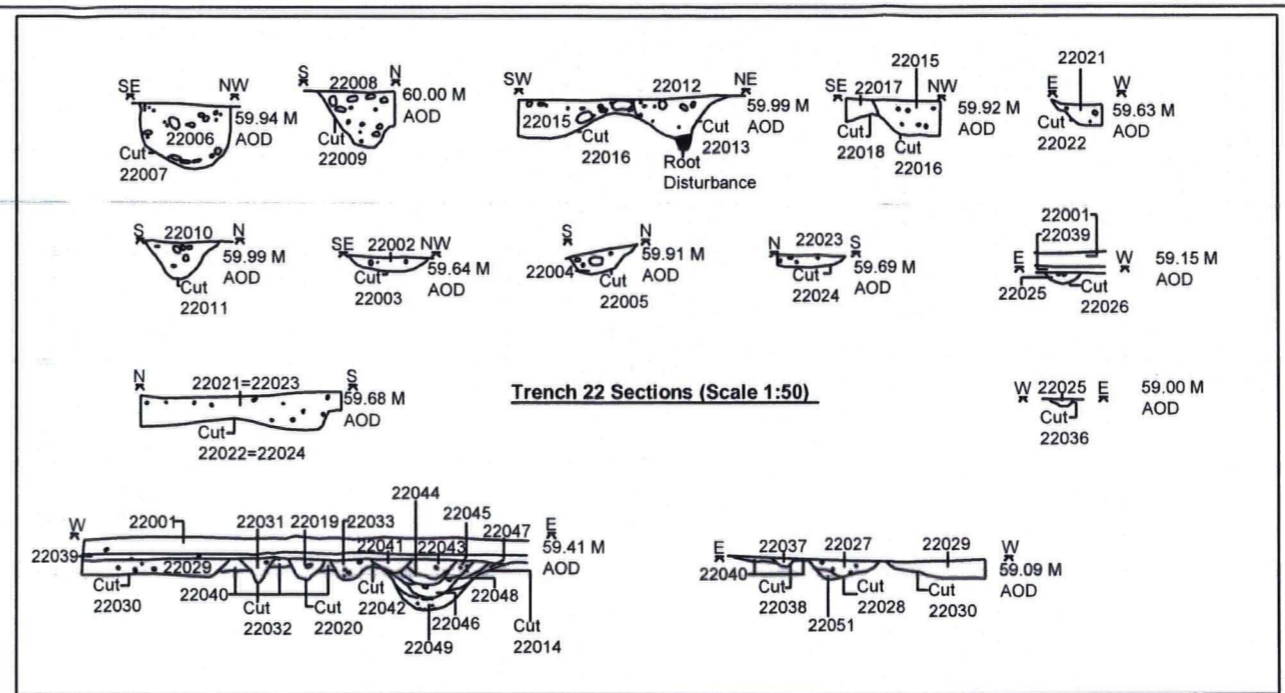 SE NW
59.94 M
AOD
22006
Cut
22007
S N
22008
60.00 M
AOD
Cut
22009
SW NE
22012
59.99 M
AOD
22015
Cut
22016
Cut
22013
Root
Disturbance
22015
SE 22017 NW
59.92 M
AOD
Cut
22018
Cut
22016
22021
E W
59.63 M
AOD
Cut
22022
S 22010 N
59.99 M
AOD
Cut
22011
SE 22002 NW
59.64 M
AOD
Cut
22003
S N
22004
59.91 M
AOD
Cut
22005
N 22023 S
59.69 M
AOD
Cut
22024
22001
22039
E W
59.15 M
AOD
22025
Cut
22026
N S
22021=22023
59.68 M
AOD
Cut
22022=22024
Trench 22 Sections (Scale 1:50)
W 22025 E
59.00 M
AOD
Cut
22036
W E
22001
22031
22019
22033
22044
22045
22047
59.41 M
AOD
22039
22029
22041
22043
Cut
22030
22040
Cut
22032
Cut
22020
Cut
22042
22046
22048
22049
Cut
22014
E W
22037
22027
22029
59.09 M
AOD
22040
Cut
22038
Cut
22028
Cut
22030
22051